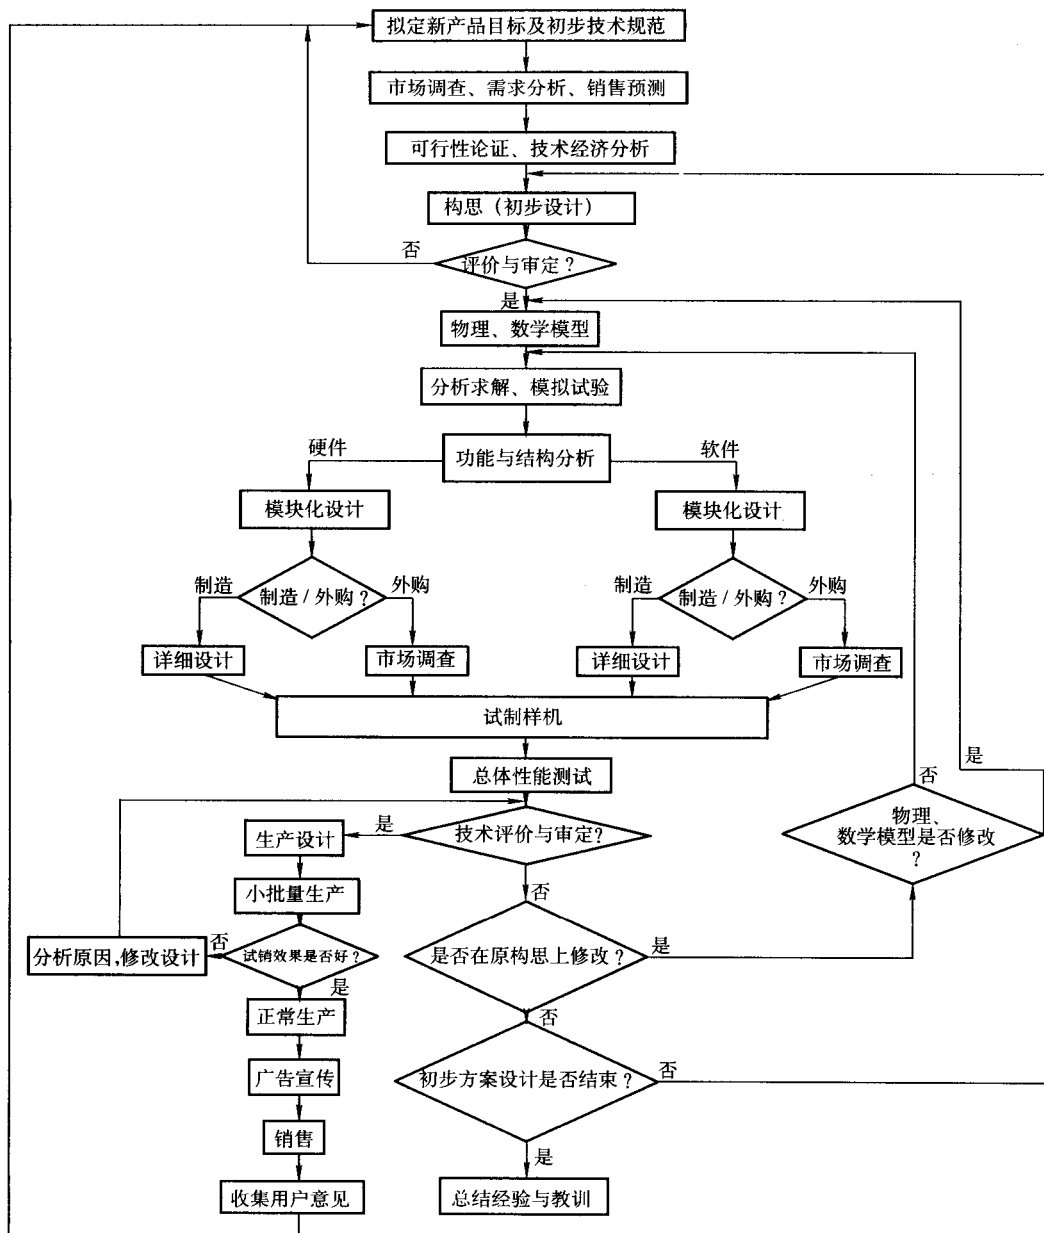 拟定新产品目标及初步技术规范
市场调查、需求分析、销售预测
可行性论证、技术经济分析
构思（初步设计）
否
评价与审定？
是
物理、数学模型
分析求解、模拟试验
硬件
功能与结构分析
软件
模块化设计
模块化设计
制造
制造/外购？
外购
制造
制造/外购？
外购
详细设计
市场调查
详细设计
市场调查
试制样机
总体性能测试
是
否
是
技术评价与审定?
物理、
数学模型是否修改
？
生产设计
小批量生产
否
否
试销效果是否好？
分析原因,修改设计
是否在原构思上修改？
是
是
正常生产
否
广告宣传
初步方案设计是否结束？
否
销售
是
收集用户意见
总结经验与教训